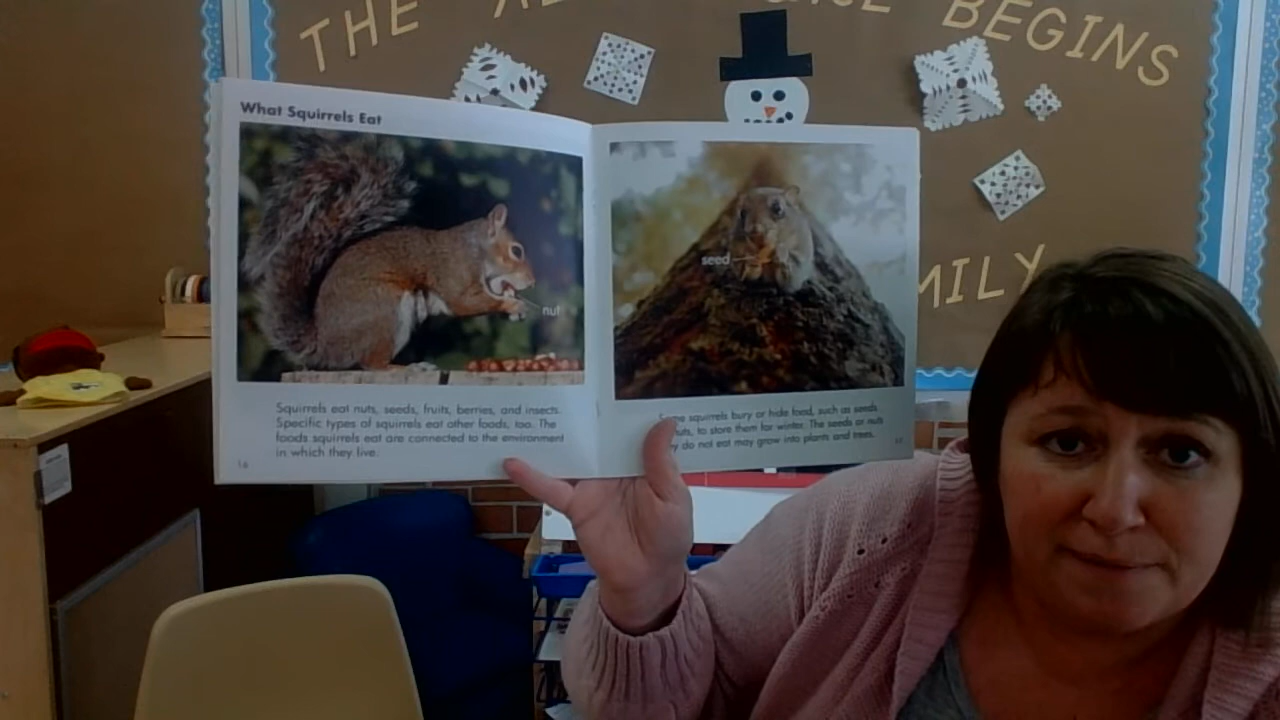 THE
BEGINS
MILY
What Squirrels Eat
nut
Squirrels eat nuts, seeds, fruits, berries, and insects.
Specific types of squirrels eat other foods, too. The
foods squirrels eat are connected to the environment
in which they live.
16
seed
squirrels bury or hide food, such as seeds
nuts, to store them for winter. The seeds or nuts
do not eat may grow into plants and trees.